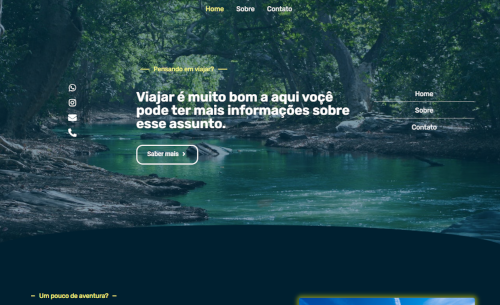 Home Sobre Contato
Pensando em viajar?
Viajar é muito bom a aqui voçê
pode ter mais informações sobre
esse assunto.
Saber mais >
Home
Sobre
Contato
Um pouco de aventura?